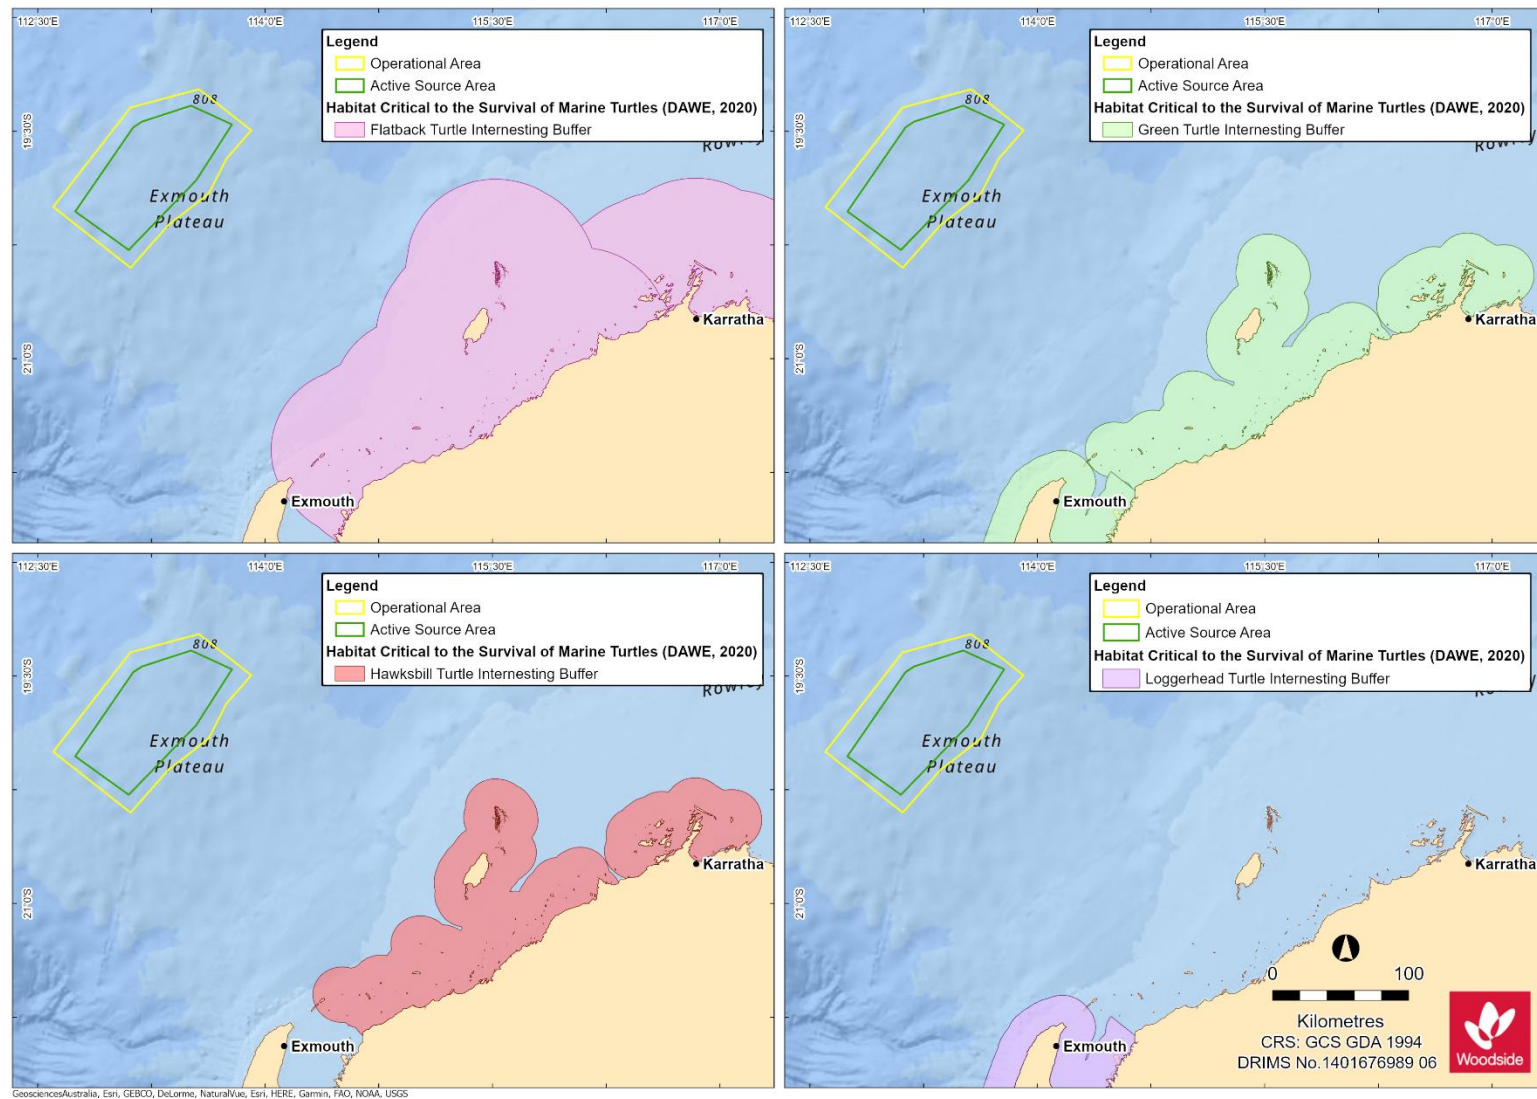 112°30'E 114°0'E 115°30'E 117°0'E
Legend
Operational Area
Active Source Area
Habitat Critical to the Survival of Marine Turtles (DAWE, 2020)
Flatback Turtle Internesting Buffer
808
19°30'S
Exmouth
Plateau
Karratha
21°0'S
Exmouth
112°30'E 114°0'E 115°30'E 117°0'E
Legend
Operational Area
Active Source Area
Habitat Critical to the Survival of Marine Turtles (DAWE, 2020)
Green Turtle Internesting Buffer
808
19°30'S
Exmouth
Plateau
Karratha
21°0'S
Exmouth
112°30'E 114°0'E 115°30'E 117°0'E
Legend
Operational Area
Active Source Area
Habitat Critical to the Survival of Marine Turtles (DAWE, 2020)
Hawksbill Turtle Internesting Buffer
808
19°30'S
Exmouth
Plateau
Karratha
21°0'S
Exmouth
112°30'E 114°0'E 115°30'E 117°0'E
Legend
Operational Area
Active Source Area
Habitat Critical to the Survival of Marine Turtles (DAWE, 2020)
Loggerhead Turtle Internesting Buffer
808
19°30'S
Exmouth
Plateau
Karratha
21°0'S
Exmouth
0 100
Kilometres
CRS: GCS GDA 1994
DRIMS No.1401676989 06
Woodside
GeosciencesAustralia, Esri, GEBCO, DeLorme, NaturalVue, Esri, HERE, Garmin, FAO, NOAA, USGS